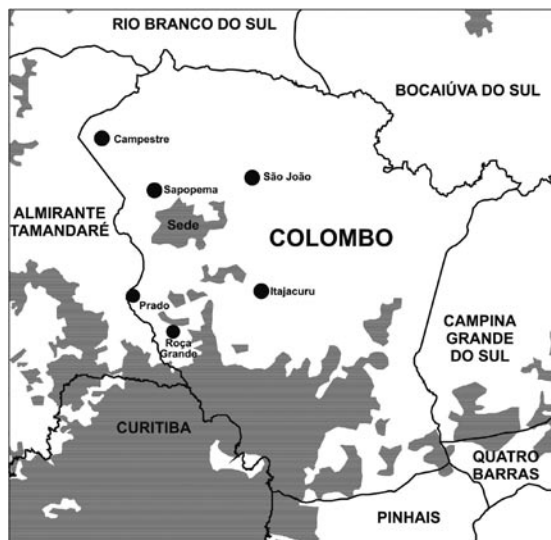 RIO BRANCO DO SUL
BOCAIÚVA DO SUL
Campestre
São João
Sapopema
ALMIRANTE
TAMANDARÉ
Sede
COLOMBO
Itajacuru
Prado
Roça
Grande
CAMPINA
GRANDE
DO SUL
CURITIBA
QUATRO
BARRAS
PINHAIS